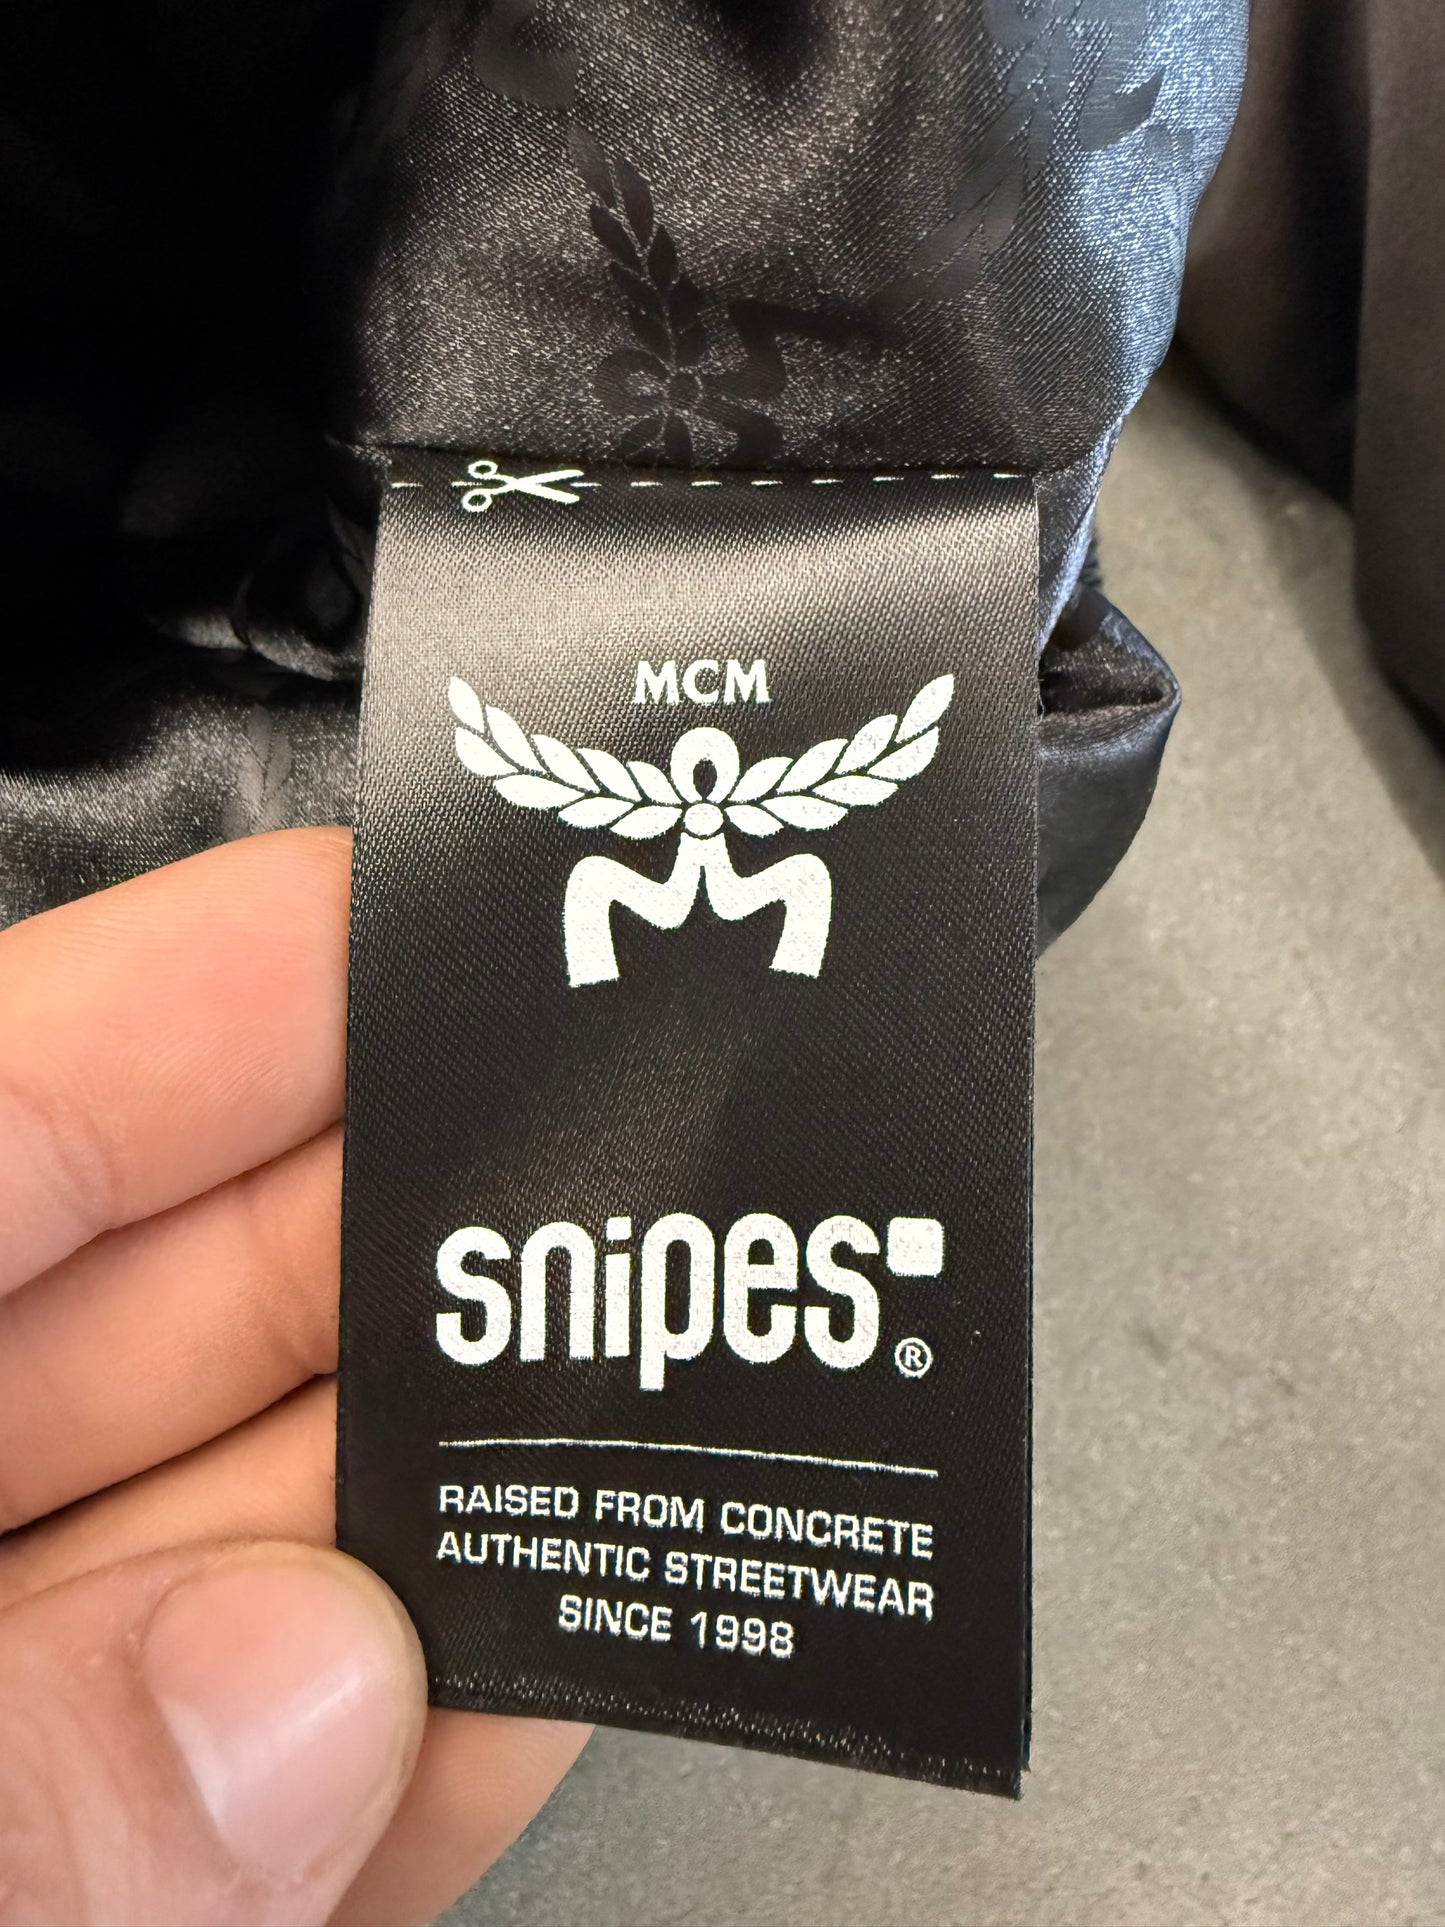 MCM
snipes®
RAISED FROM CONCRETE
AUTHENTIC STREETWEAR
SINCE 1998